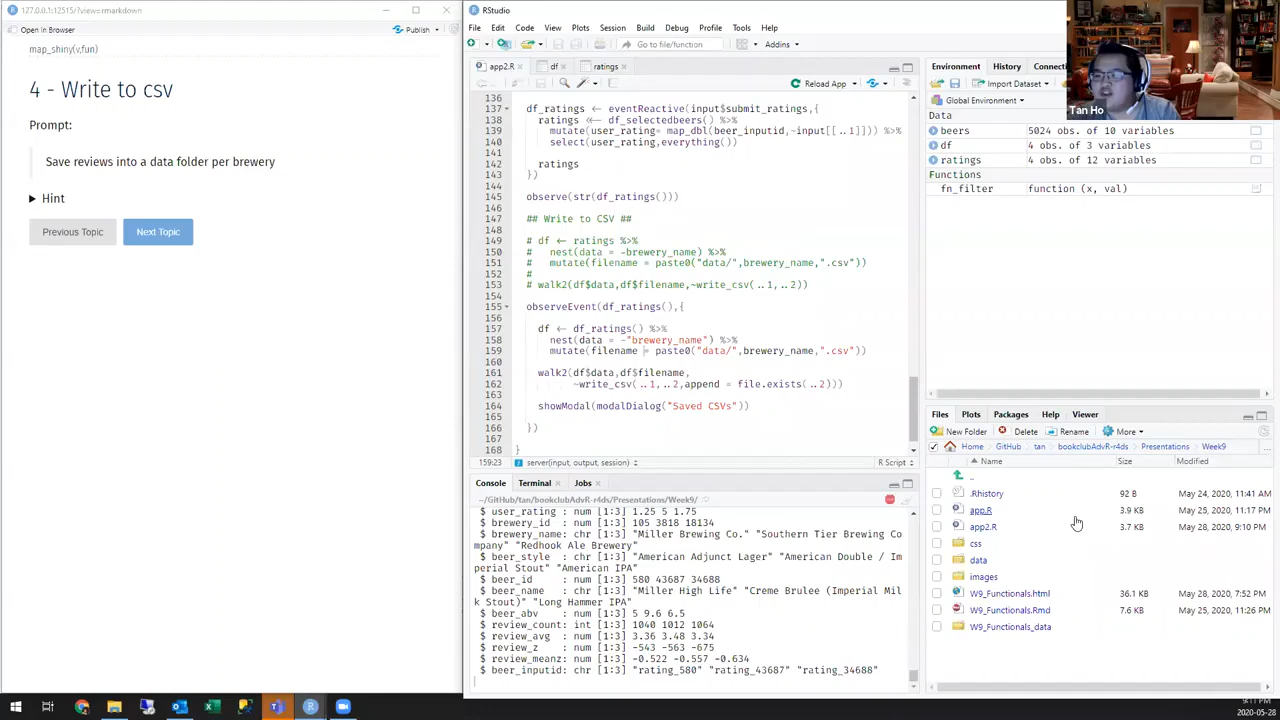 127.0.0.1:12515/?view=rmarkdown
Open in Browser
Publish
map_shiny(v,fun)
4 - Write to csv
Prompt:
Save reviews into a data folder per brewery
Hint
Previous Topic
Next Topic
RStudio
File Edit Code View Plots Session Build Debug Profile Tools Help
Go to file/function
Addins
app2.R
df
ratings
Reload App
136
137 df_ratings ← eventReactive(input$submit_ratings,{
138 ratings ← df_selectedbeers() %>%
139 mutate(user_rating= map_dbl(beer_inputid,~input[[..1]])) %>%
140 select(user_rating,everything())
141
142 ratings
143 })
144
145 observe(str(df_ratings()))
146
147 ## Write to CSV ##
148
149 # df ← ratings %>%
150 # nest(data = -brewery_name) %>%
151 # mutate(filename = paste0("data/",brewery_name,".csv"))
152 #
153 # walk2(df$data,df$filename,~write_csv(..1,..2))
154
155 observeEvent(df_ratings(),{
156
157 df ← df_ratings() %>%
158 nest(data = -"brewery_name") %>%
159 mutate(filename = paste0("data/",brewery_name,".csv"))
160
161 walk2(df$data,df$filename,
162 ~write_csv(..1,..2,append = file.exists(..2)))
163
164 showModal(modalDialog("Saved CSVs"))
165
166 })
167
168 }
159:23 server(input, output, session) R Script
Console Terminal Jobs
~/GitHub/tan/bookclubAdvR-r4ds/Presentations/Week9/
$ user_rating : num [1:3] 1.25 5 1.75
$ brewery_id : num [1:3] 105 3818 18134
$ brewery_name: chr [1:3] "Miller Brewing Co." "Southern Tier Brewing Co
mpany" "Redhook Ale Brewery"
$ beer_style : chr [1:3] "American Adjunct Lager" "American Double / Im
perial Stout" "American IPA"
$ beer_id : num [1:3] 580 43687 34688
$ beer_name : chr [1:3] "Miller High Life" "Creme Brulee (Imperial Mil
k Stout)" "Long Hammer IPA"
$ beer_abv : num [1:3] 5 9.6 6.5
$ review_count: int [1:3] 1040 1012 1064
$ review_avg : num [1:3] 3.36 3.48 3.34
$ review_z : num [1:3] -543 -563 -675
$ review_meanz: num [1:3] -0.522 -0.557 -0.634
$ beer_inputid: chr [1:3] "rating_580" "rating_43687" "rating_34688"
Environment History Connecti
Import Dataset
Global Environment
Data
beers 5024 obs. of 10 variables
df 4 obs. of 3 variables
ratings 4 obs. of 12 variables
Functions
fn_filter function (x, val)
Tan Ho
Files Plots Packages Help Viewer
New Folder Delete Rename More
Home GitHub tan bookclubAdvR-r4ds Presentations Week9 ...
Name Size Modified
..
.Rhistory 92 B May 24, 2020, 11:41 AM
app.R 3.9 KB May 25, 2020, 11:17 PM
app2.R 3.7 KB May 28, 2020, 9:10 PM
css
data
images
W9_Functionals.html 36.1 KB May 28, 2020, 7:52 PM
W9_Functionals.Rmd 7.6 KB May 25, 2020, 11:26 PM
W9_Functionals_data
9:11 PM
2020-05-28